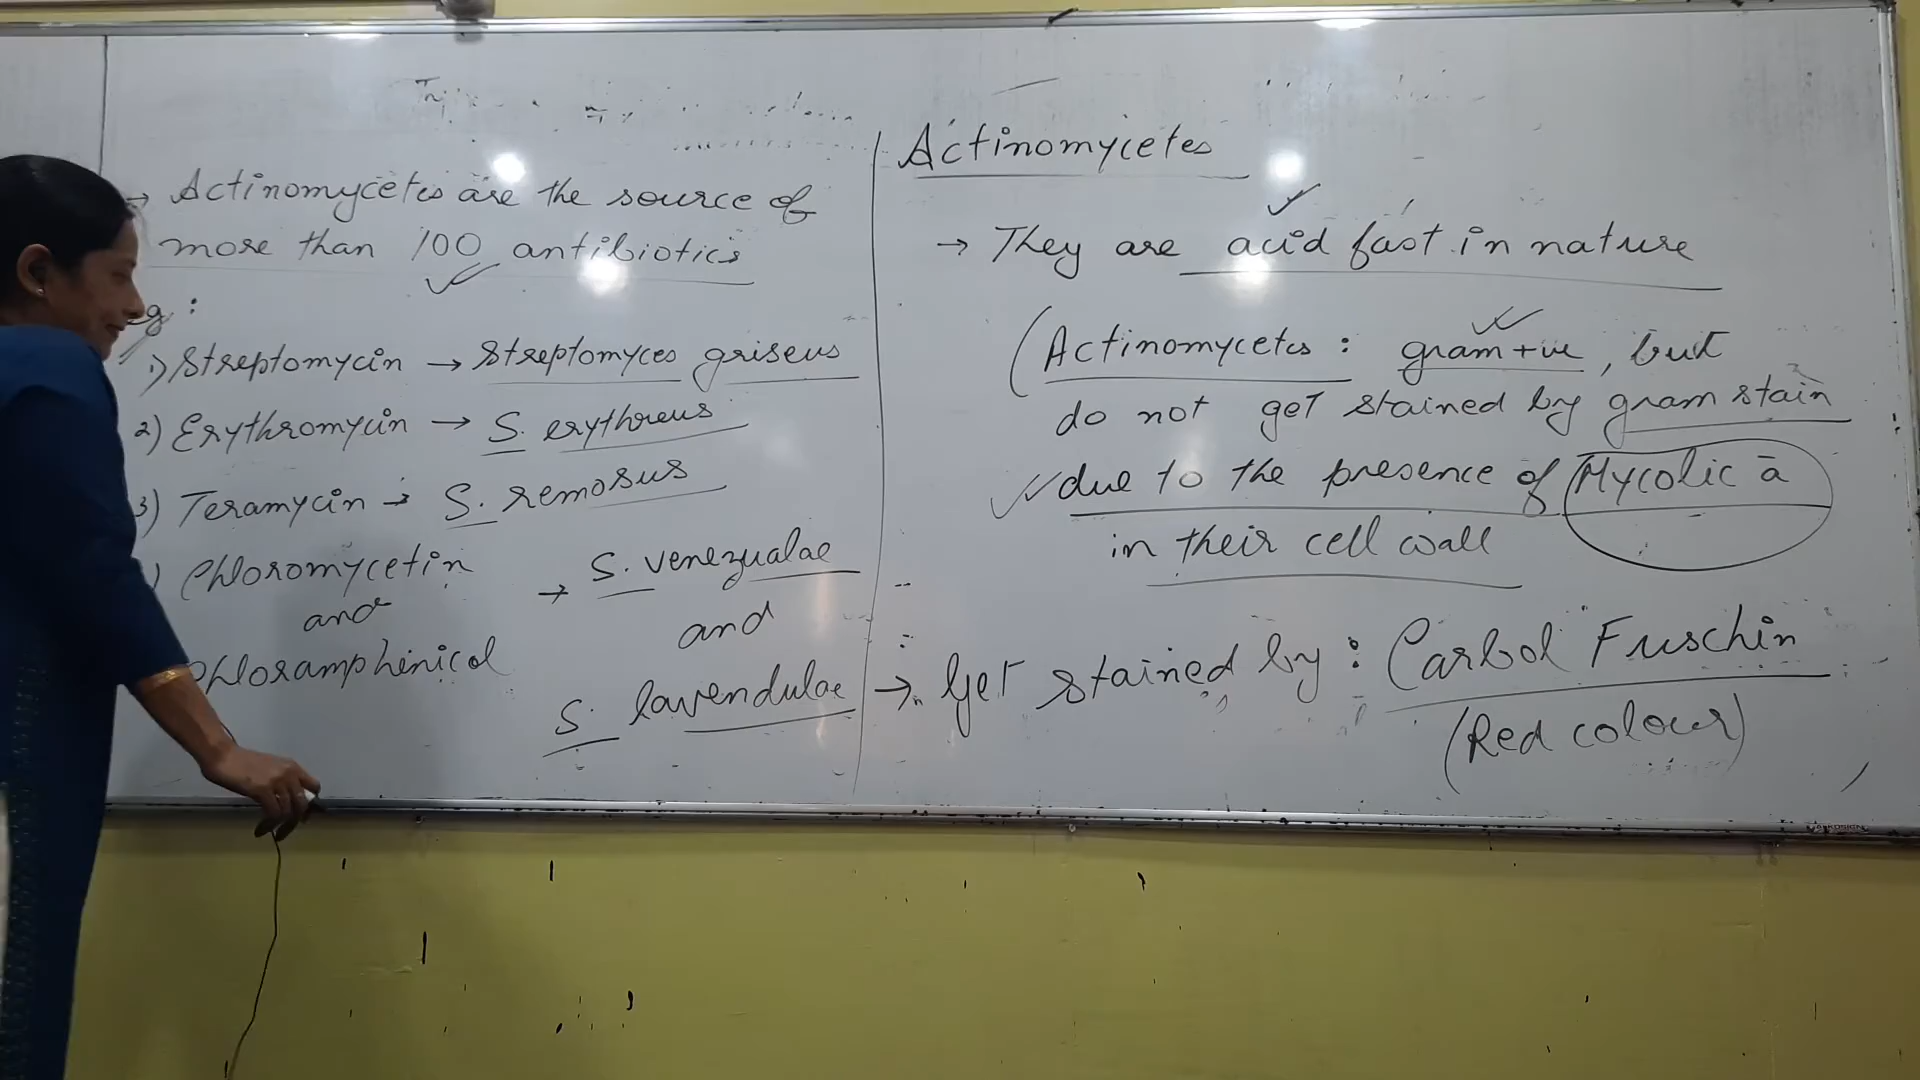 → Actinomycetes are the source of
more than 100 antibiotics
eg :
1) Streptomycin → Streptomyces griseus
2) Erythromycin → S. erythreus
3) Teramycin → S. remosus
) Chloromycetin → S. venezualae
and and
Chloramphinical S. lavendulae
Actinomycetes
→ They are acid fast in nature
(Actinomycetes : gram +ve , but
do not get stained by gram stain
due to the presence of Mycolic a
in their cell wall
→ Get stained by : Carbol Fuschin
(Red colour)